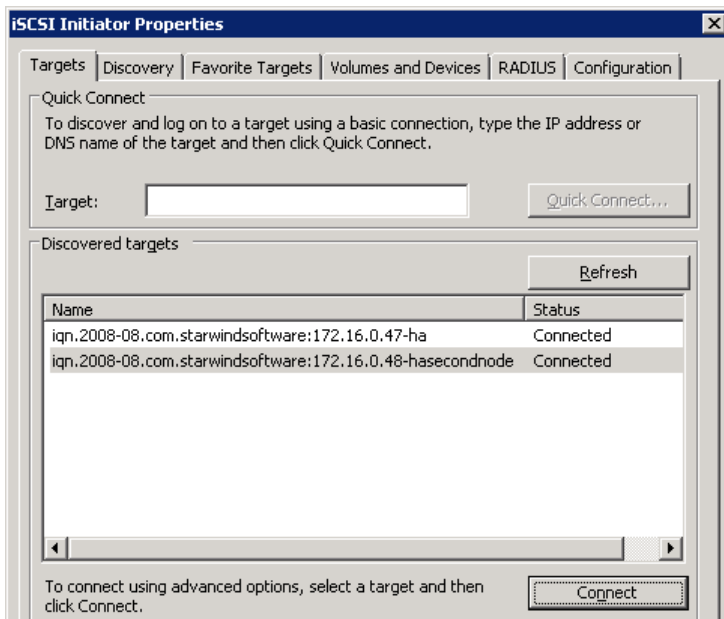 iSCSI Initiator Properties
Targets Discovery Favorite Targets Volumes and Devices RADIUS Configuration
Quick Connect
To discover and log on to a target using a basic connection, type the IP address or
DNS name of the target and then click Quick Connect.
Target: Quick Connect...
Discovered targets
Refresh
Name Status
iqn.2008-08.com.starwindsoftware:172.16.0.47-ha Connected
iqn.2008-08.com.starwindsoftware:172.16.0.48-hasecondnode Connected
To connect using advanced options, select a target and then
click Connect.
Connect